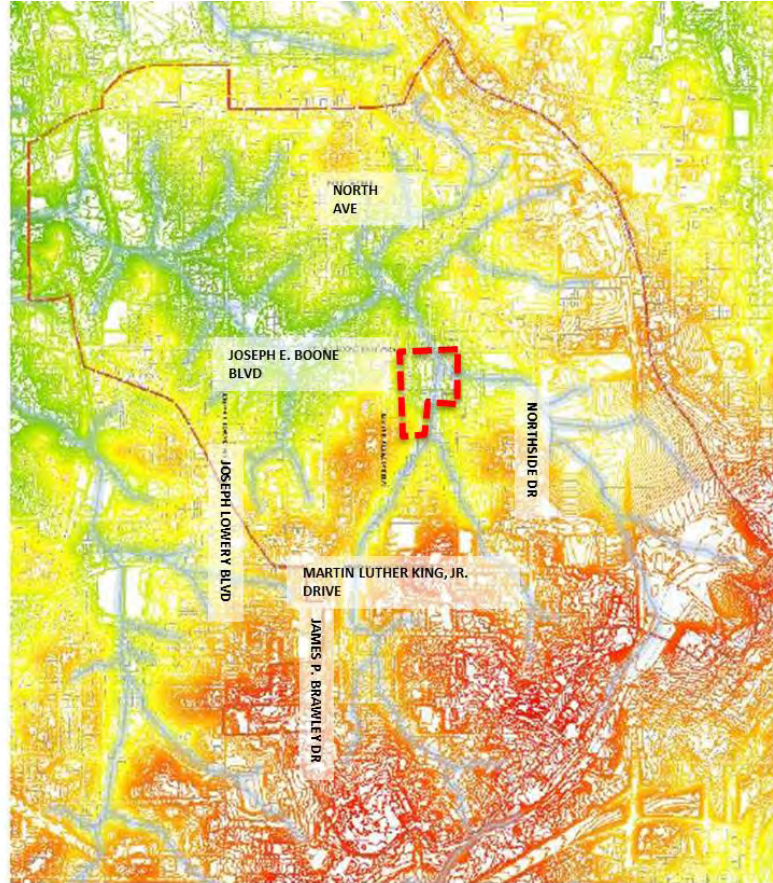 NORTH
AVE
JOSEPH E. BOONE
BLVD
NORTHSIDE DR
JOSEPH LOWERY BLVD
MARTIN LUTHER KING, JR.
DRIVE
JAMES P. BRAWLEY DR